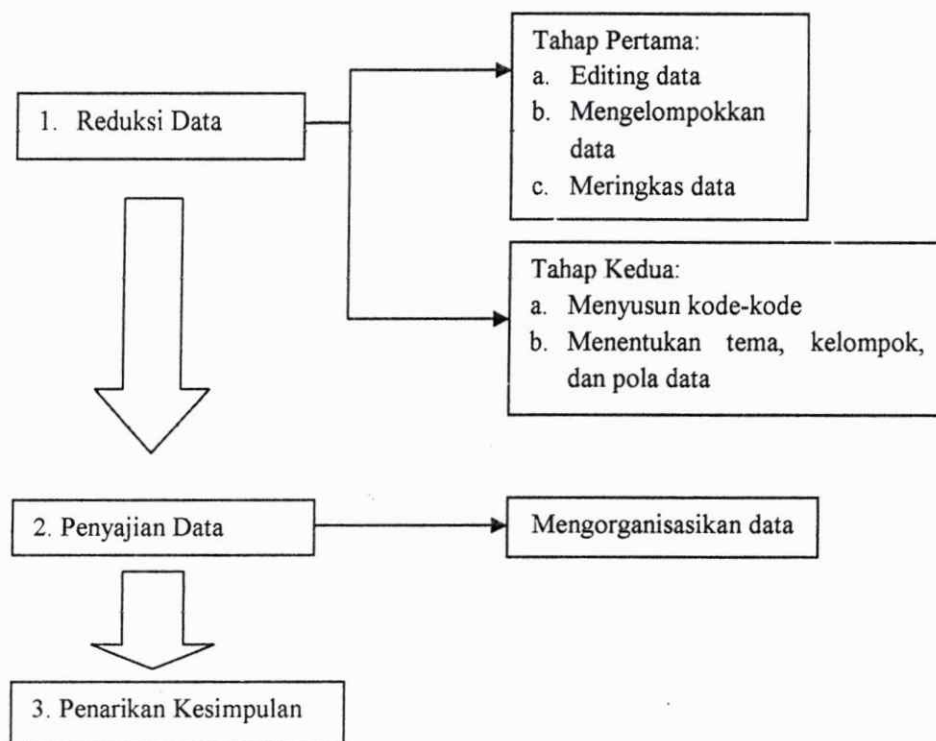 1. Reduksi Data
Tahap Pertama:
a. Editing data
b. Mengelompokkan
data
c. Meringkas data
Tahap Kedua:
a. Menyusun kode-kode
b. Menentukan tema, kelompok,
dan pola data
2. Penyajian Data
Mengorganisasikan data
3. Penarikan Kesimpulan